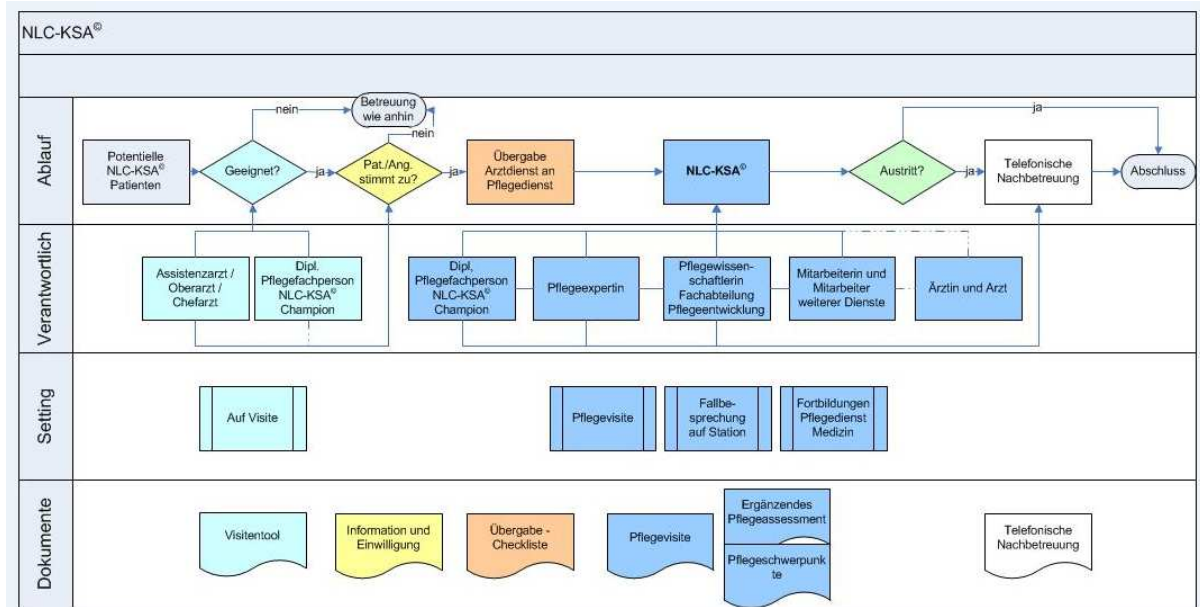 NLC-KSA©
Ablauf
nein
Betreuung
wie anhin
nein
ja
Potentielle
NLC-KSA©
Patienten
Geeignet?
ja
Pat./Ang.
stimmt zu?
ja
Übergabe
Arztdienst an
Pflegedienst
NLC-KSA©
Austritt?
ja
Telefonische
Nachbetreuung
Abschluss
Verantwortlich
Assistenzarzt /
Oberarzt /
Chefarzt
Dipl.
Pflegefachperson
NLC-KSA©
Champion
Dipl,
Pflegefachperson
NLC-KSA©
Champion
Pflegeexpertin
Pflegewissen-
schaftlerin
Fachabteilung
Pflegeentwicklung
Mitarbeiterin und
Mitarbeiter
weiterer Dienste
Ärztin und Arzt
Setting
Auf Visite
Pflegevisite
Fallbe-
sprechung
auf Station
Fortbildungen
Pflegedienst
Medizin
Dokumente
Visitentool
Information und
Einwilligung
Übergabe -
Checkliste
Pflegevisite
Ergänzendes
Pflegeassessment
Pflegeschwerpunk
te
Telefonische
Nachbetreuung